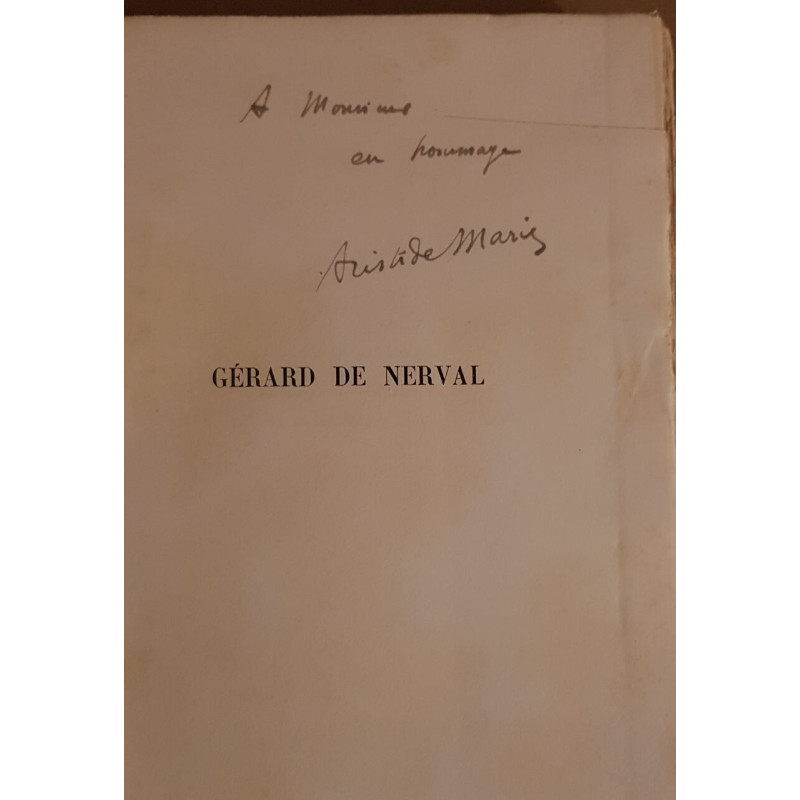 A Monsieur
en hommage
Aristide Marie
GÉRARD DE NERVAL